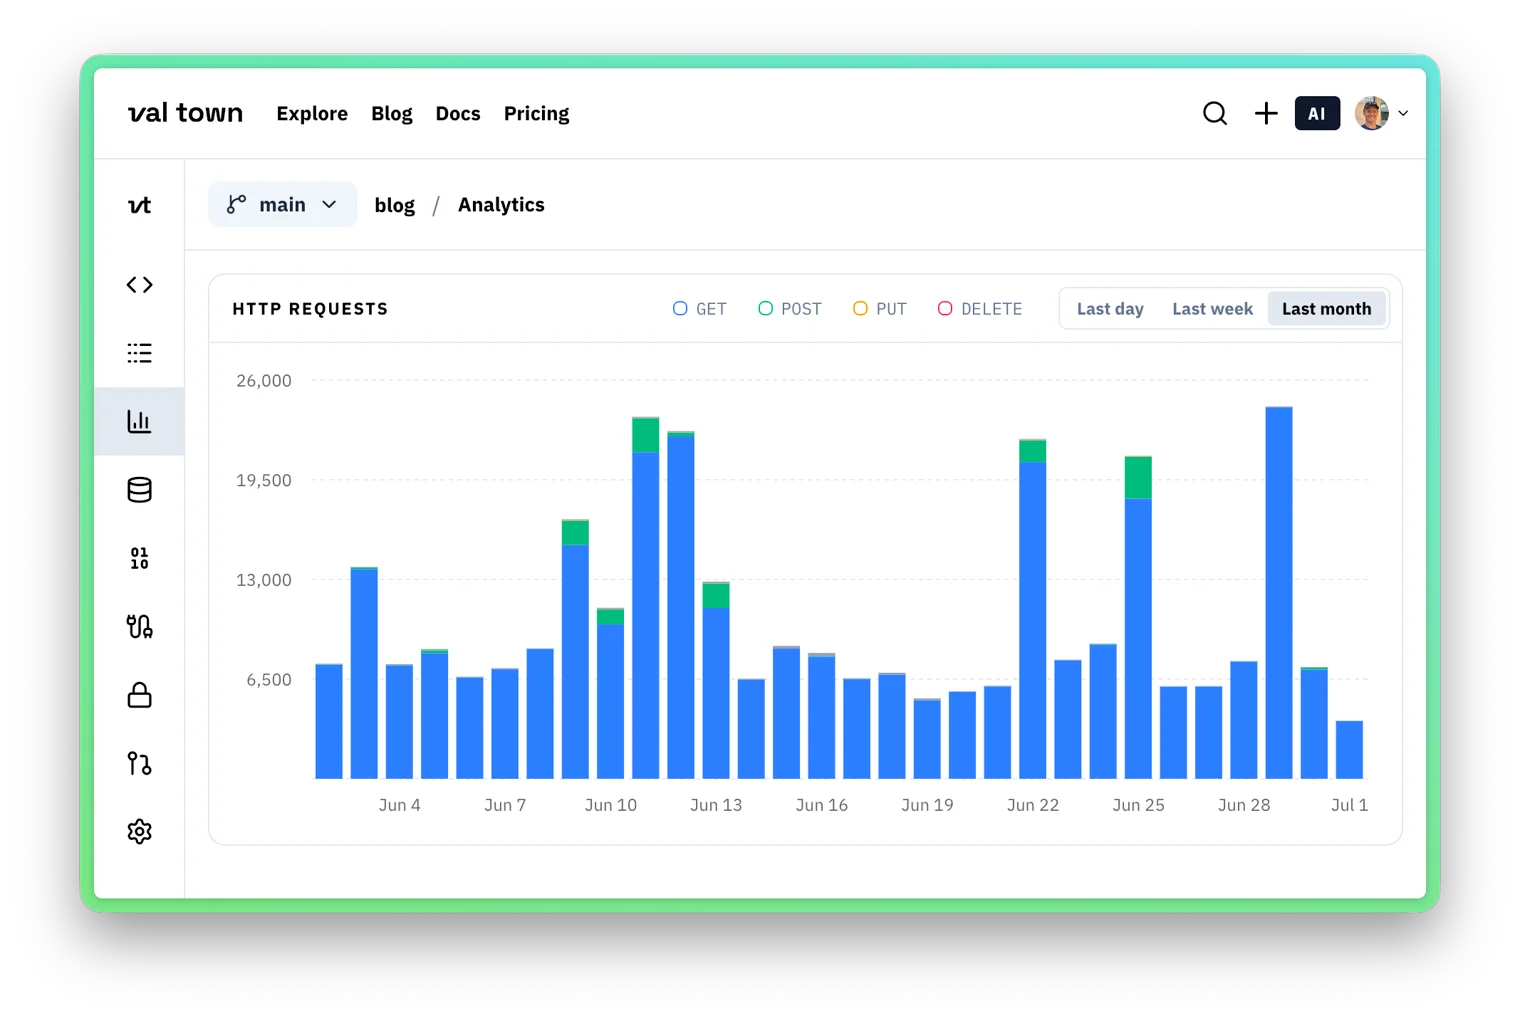 val town Explore Blog Docs Pricing AI
vt main blog / Analytics
HTTP REQUESTS GET POST PUT DELETE Last day Last week Last month
26,000
19,500
13,000
6,500
01
10
Jun 4 Jun 7 Jun 10 Jun 13 Jun 16 Jun 19 Jun 22 Jun 25 Jun 28 Jul 1